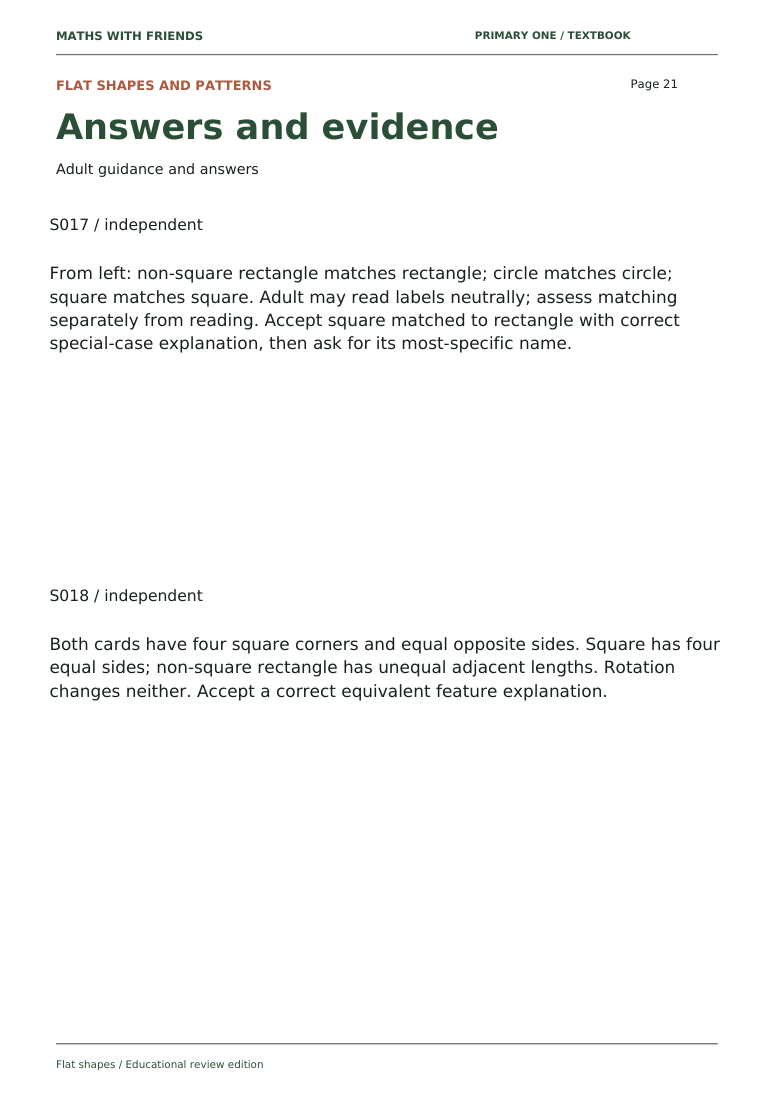 MATHS WITH FRIENDS
PRIMARY ONE / TEXTBOOK
FLAT SHAPES AND PATTERNS
Page 21
Answers and evidence
Adult guidance and answers
S017 / independent
From left: non-square rectangle matches rectangle; circle matches circle;
square matches square. Adult may read labels neutrally; assess matching
separately from reading. Accept square matched to rectangle with correct
special-case explanation, then ask for its most-specific name.
S018 / independent
Both cards have four square corners and equal opposite sides. Square has four
equal sides; non-square rectangle has unequal adjacent lengths. Rotation
changes neither. Accept a correct equivalent feature explanation.
Flat shapes / Educational review edition